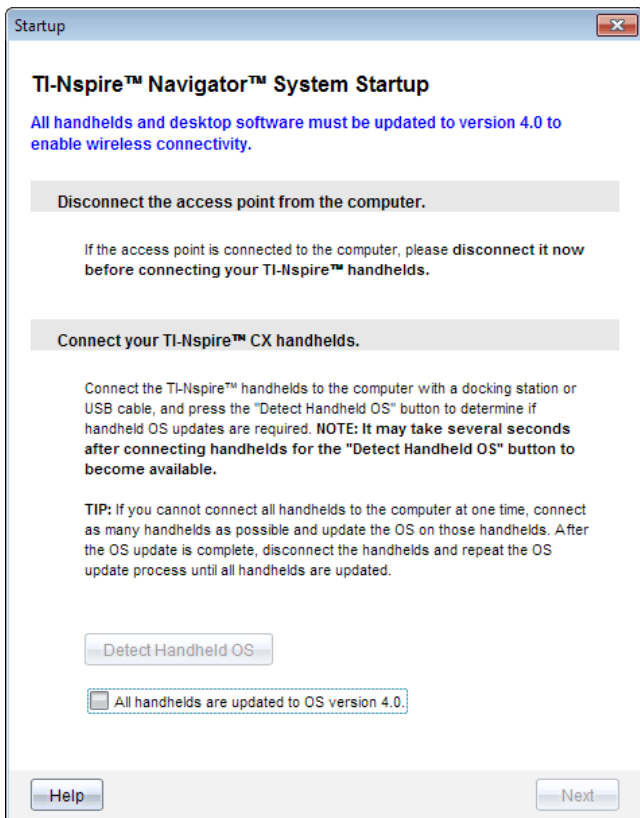 Startup
TI-Nspire™ Navigator™ System Startup
All handhelds and desktop software must be updated to version 4.0 to
enable wireless connectivity.
Disconnect the access point from the computer.
If the access point is connected to the computer, please disconnect it now
before connecting your TI-Nspire™ handhelds.
Connect your TI-Nspire™ CX handhelds.
Connect the TI-Nspire™ handhelds to the computer with a docking station or
USB cable, and press the "Detect Handheld OS" button to determine if
handheld OS updates are required. NOTE: It may take several seconds
after connecting handhelds for the "Detect Handheld OS" button to
become available.
TIP: If you cannot connect all handhelds to the computer at one time, connect
as many handhelds as possible and update the OS on those handhelds. After
the OS update is complete, disconnect the handhelds and repeat the OS
update process until all handhelds are updated.
Detect Handheld OS
All handhelds are updated to OS version 4.0.
Help
Next